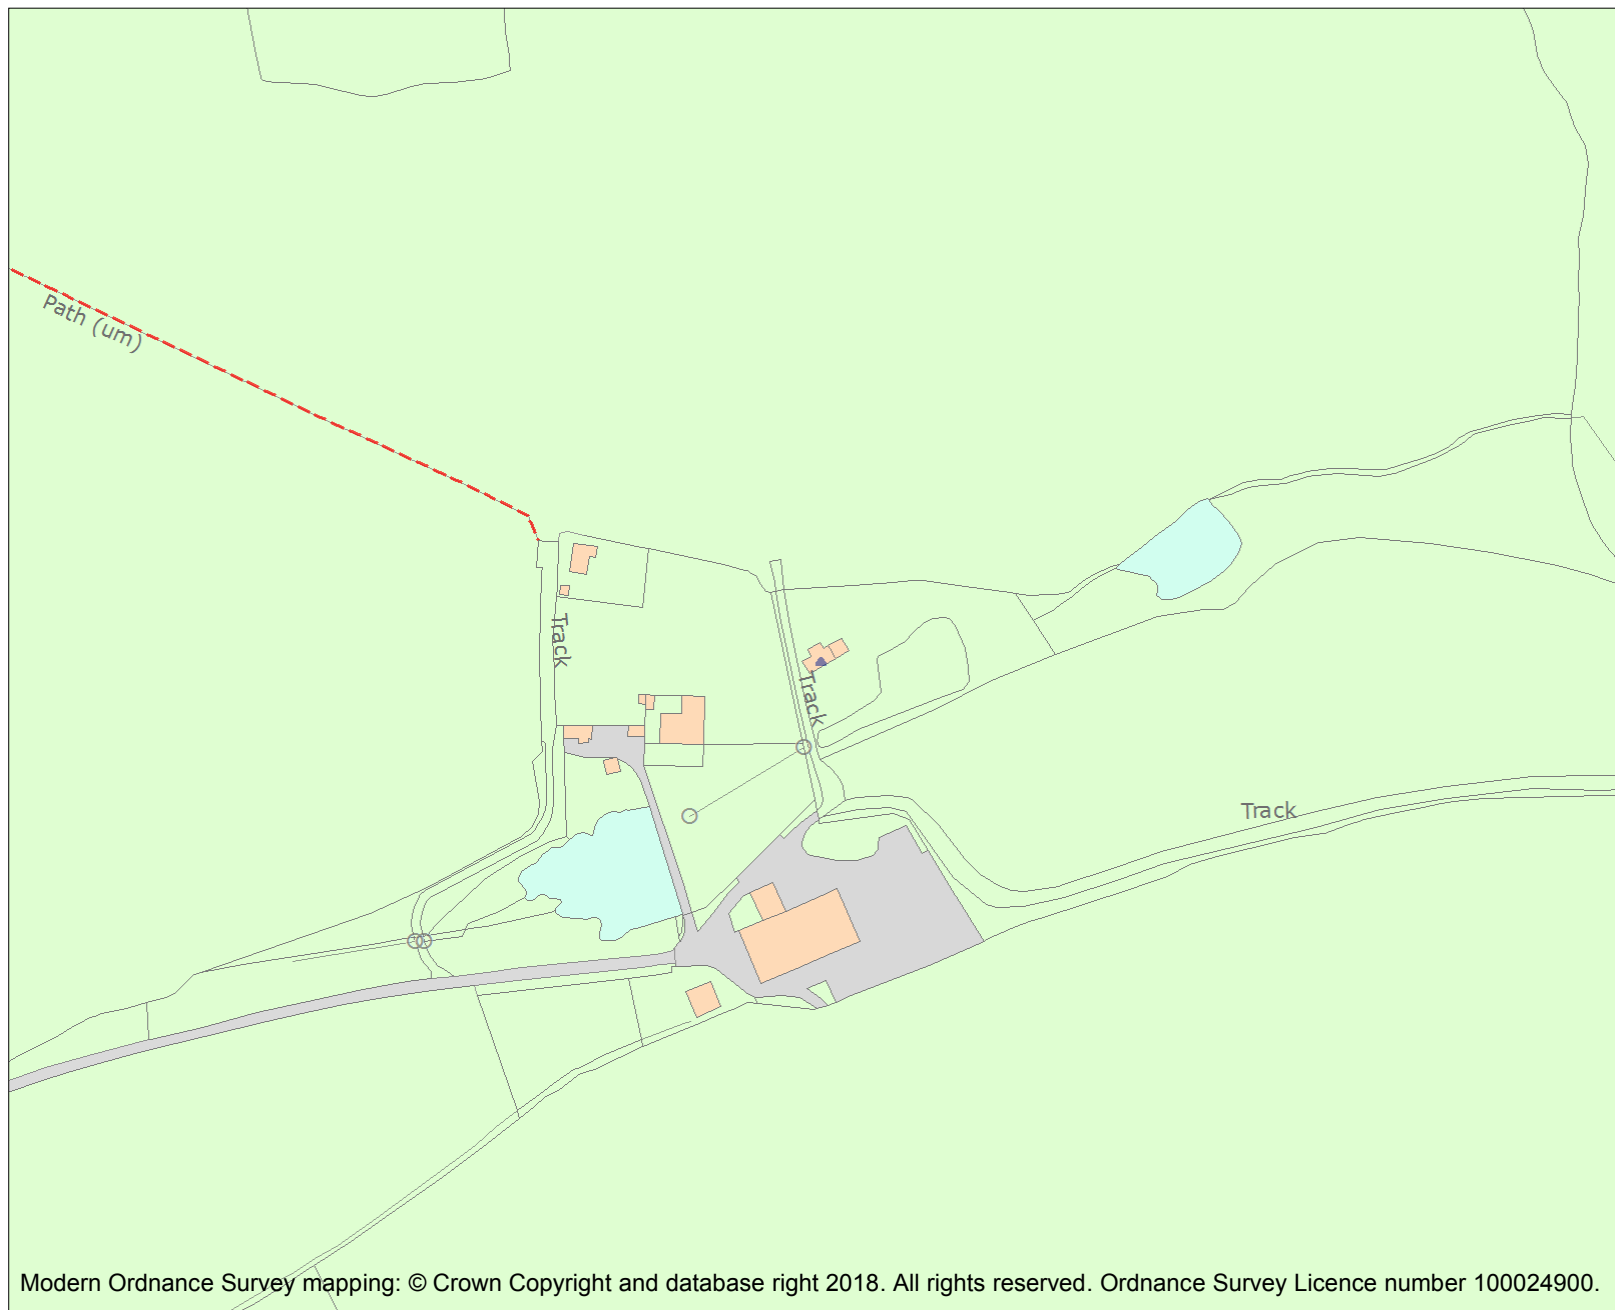 Path (um)
Track
Track
Track
Modern Ordnance Survey mapping: © Crown Copyright and database right 2018. All rights reserved. Ordnance Survey Licence number 100024900.